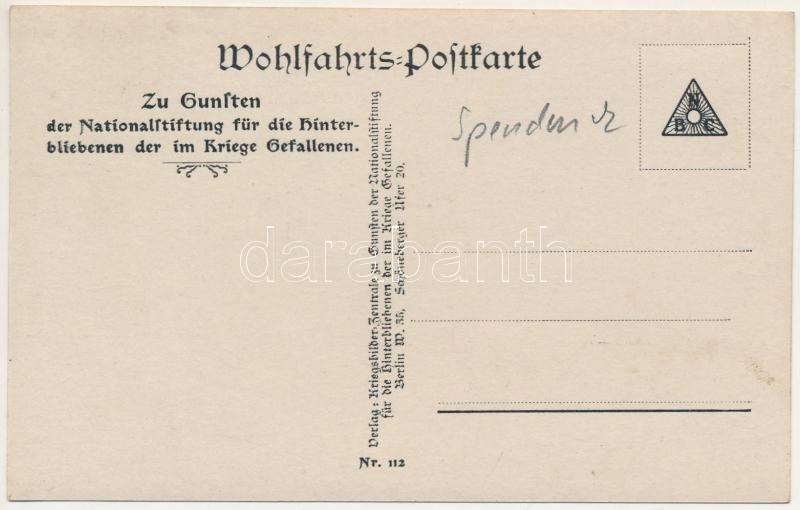 Wohlfahrts-Postkarte
Zu Gunsten
der Nationalstiftung für die Hinter-
bliebenen der im Kriege Gefallenen.
Verlag: Kriegsbilder-Zentrale zu Gunsten der Nationalstiftung
für die Hinterbliebenen der im Kriege Gefallenen.
Berlin W. 35, Schöneberger Ufer 20.
Nr. 112
N
B C
darabanth